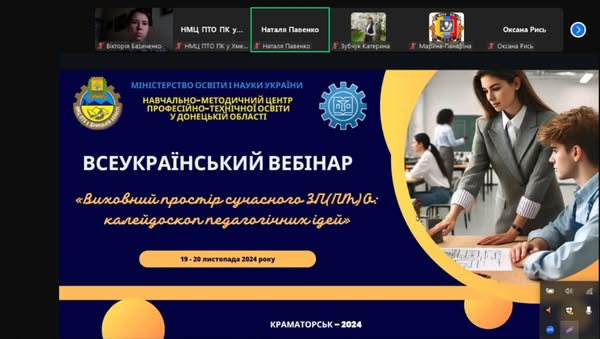 НМЦ ПТО ПК у...
Наталя Павенко
Оксана Рись
Вікторія Базиченко
НМЦ ПТО ПК у Хме...
Наталя Павенко
Зубчук Катерина
Оксана Рись
МІНІСТЕРСТВО ОСВІТИ І НАУКИ УКРАЇНИ
НАВЧАЛЬНО-МЕТОДИЧНИЙ ЦЕНТР
ПРОФЕСІЙНО-ТЕХНІЧНОЇ ОСВІТИ
У ДОНЕЦЬКІЙ ОБЛАСТІ
ВСЕУКРАЇНСЬКИЙ ВЕБІНАР
«Виховний простір сучасного ЗП(ПТ)О:
калейдоскоп педагогічних ідей»
19 - 20 листопада 2024 року
КРАМАТОРСЬК – 2024